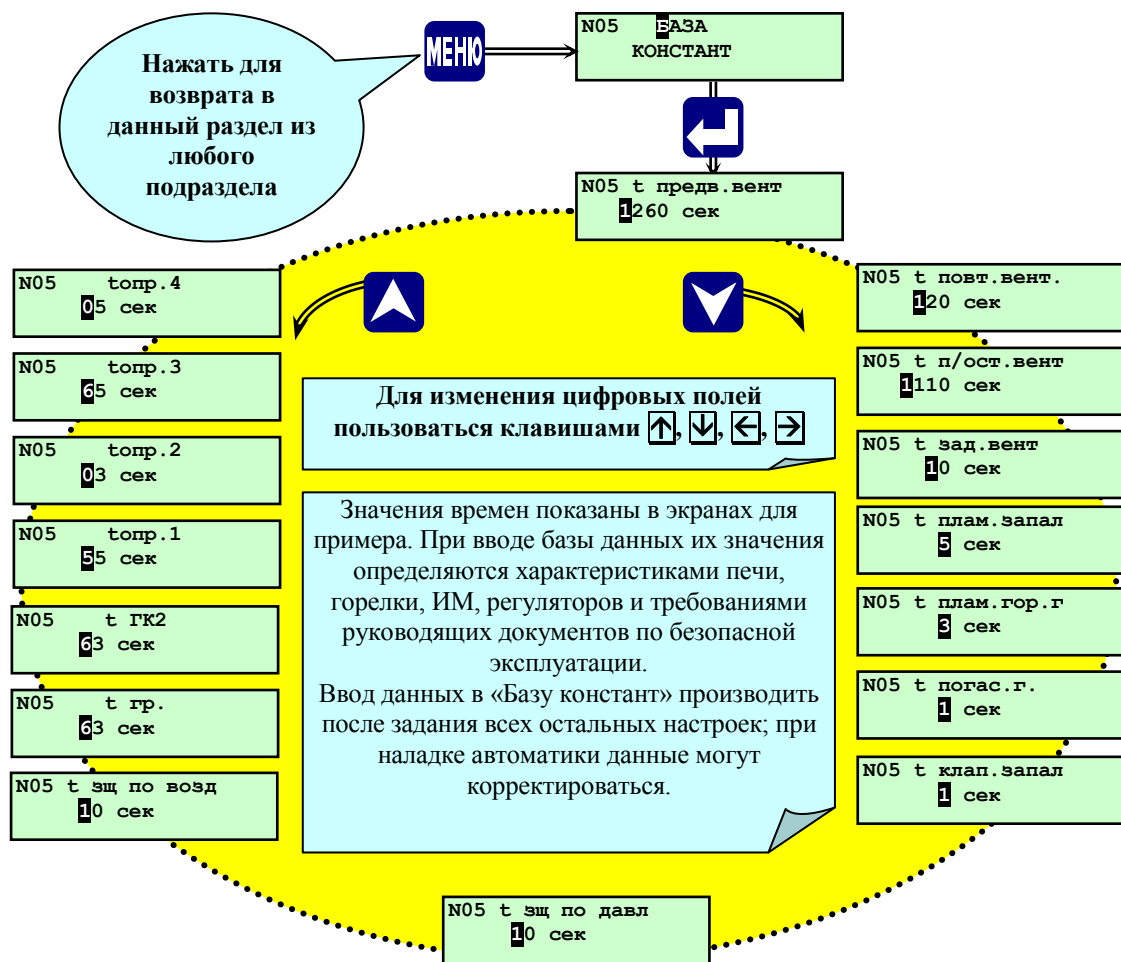 Нажать для
возврата в
данный раздел из
любого
подраздела
МЕНЮ
N05 БАЗА
КОНСТАНТ
N05 t предв.вент
1260 сек
N05 t повт.вент.
120 сек
N05 t п/ост.вент
1110 сек
N05 t зад.вент
10 сек
N05 t плам.запал
5 сек
N05 t плам.гор.г
3 сек
N05 t погас.г.
1 сек
N05 t клап.запал
1 сек
N05 t зщ по давл
10 сек
N05 t зщ по возд
10 сек
N05 t гр.
63 сек
N05 t ГК2
63 сек
N05 tопр.1
55 сек
N05 tопр.2
03 сек
N05 tопр.3
65 сек
N05 tопр.4
05 сек
Для изменения цифровых полей
пользоваться клавишами ↑, ↓, ←, →
Значения времен показаны в экранах для
примера. При вводе базы данных их значения
определяются характеристиками печи,
горелки, ИМ, регуляторов и требованиями
руководящих документов по безопасной
эксплуатации.
Ввод данных в «Базу констант» производить
после задания всех остальных настроек; при
наладке автоматики данные могут
корректироваться.